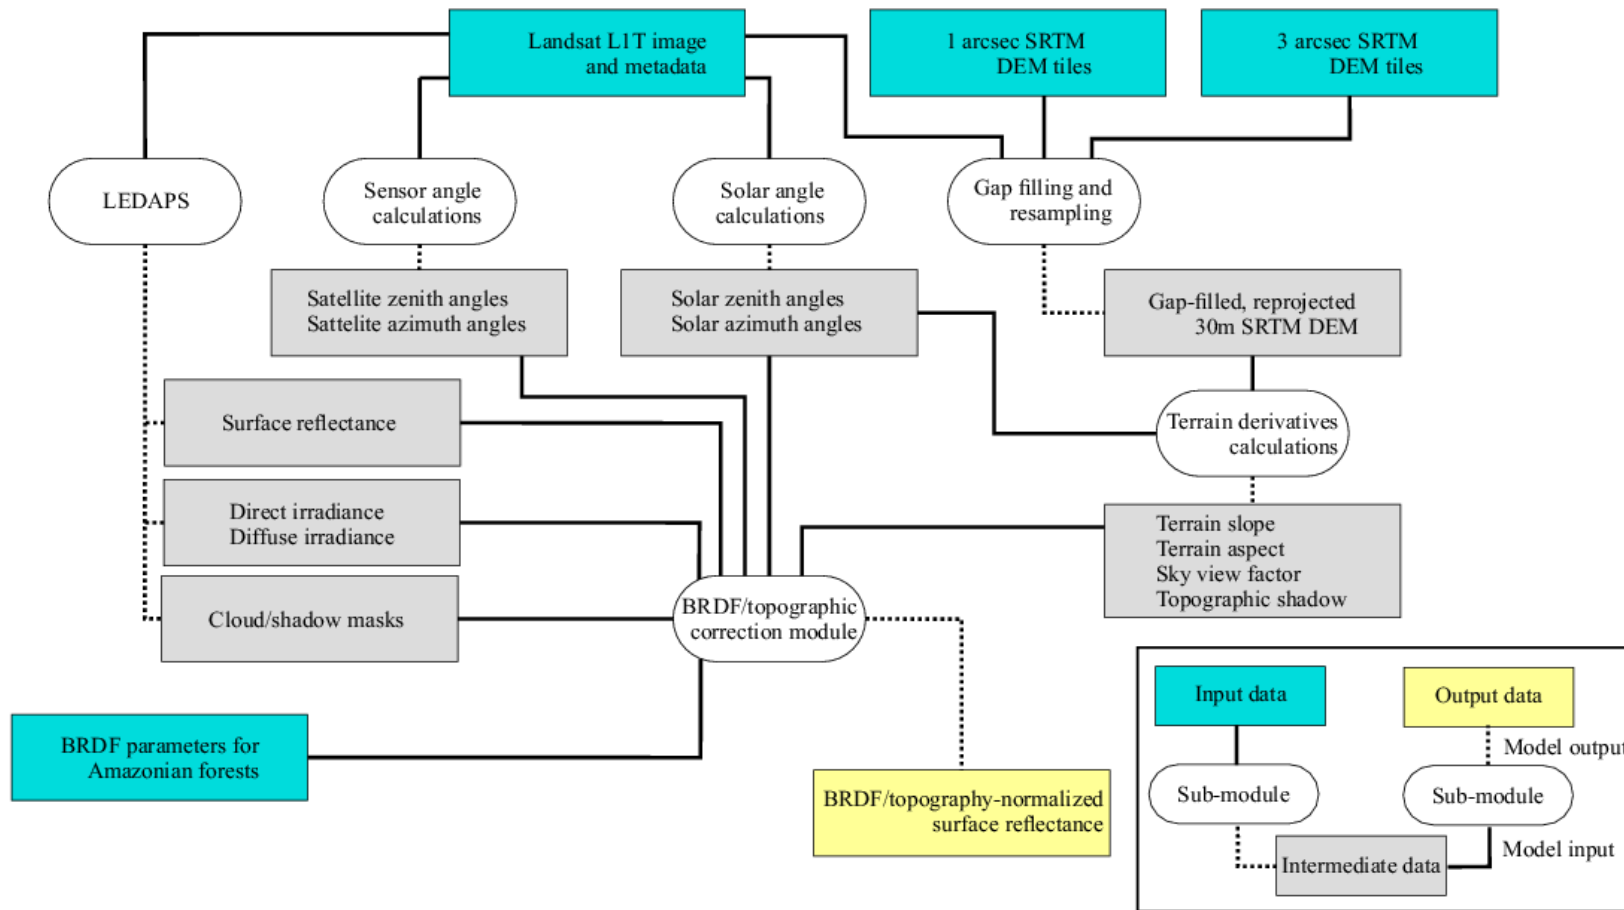 Landsat L1T image
and metadata
1 arcsec SRTM
DEM tiles
3 arcsec SRTM
DEM tiles
LEDAPS
Sensor angle
calculations
Solar angle
calculations
Gap filling and
resampling
Satellite zenith angles
Sattelite azimuth angles
Solar zenith angles
Solar azimuth angles
Gap-filled, reprojected
30m SRTM DEM
Surface reflectance
Terrain derivatives
calculations
Direct irradiance
Diffuse irradiance
Terrain slope
Terrain aspect
Sky view factor
Topographic shadow
Cloud/shadow masks
BRDF/topographic
correction module
BRDF parameters for
Amazonian forests
BRDF/topography-normalized
surface reflectance
Input data
Output data
Model output
Sub-module
Sub-module
Model input
Intermediate data